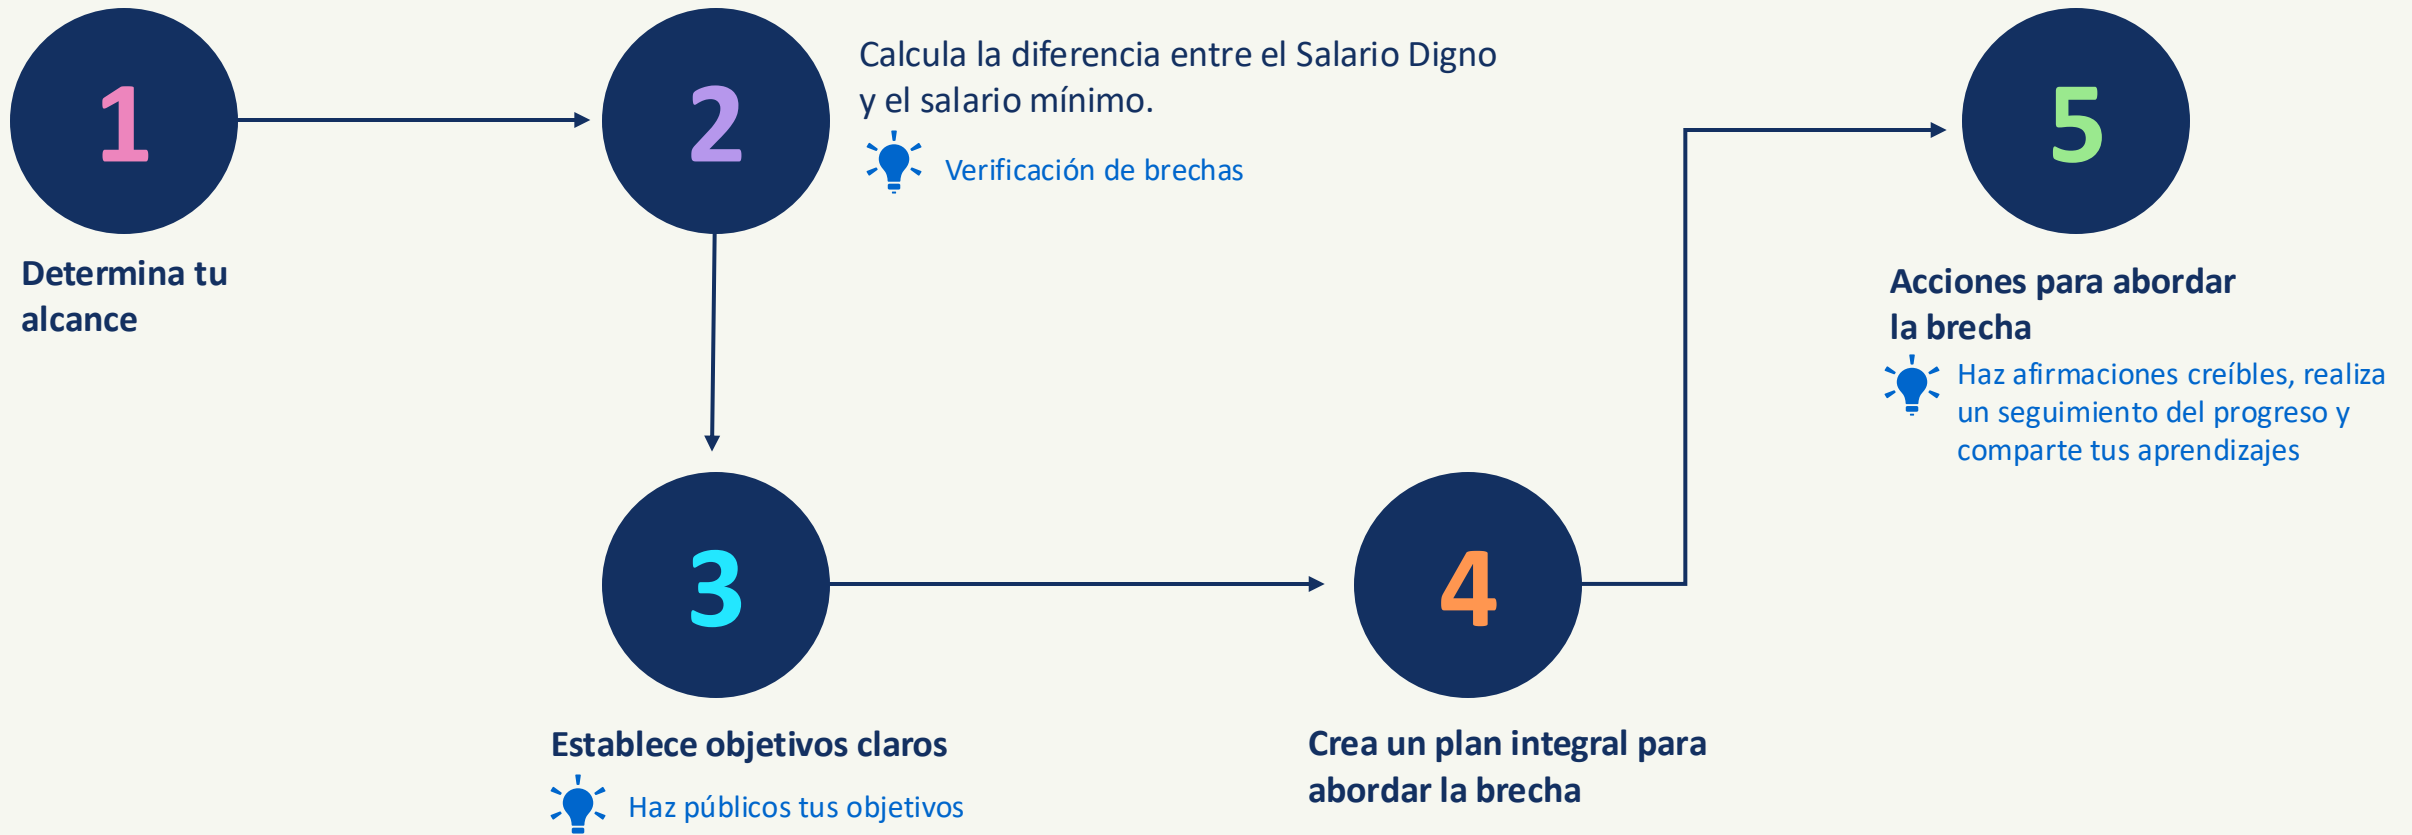 1
Determina tu
alcance
2
Calcula la diferencia entre el Salario Digno
y el salario mínimo.
Verificación de brechas
3
Establece objetivos claros
Haz públicos tus objetivos
4
Crea un plan integral para
abordar la brecha
5
Acciones para abordar
la brecha
Haz afirmaciones creíbles, realiza
un seguimiento del progreso y
comparte tus aprendizajes